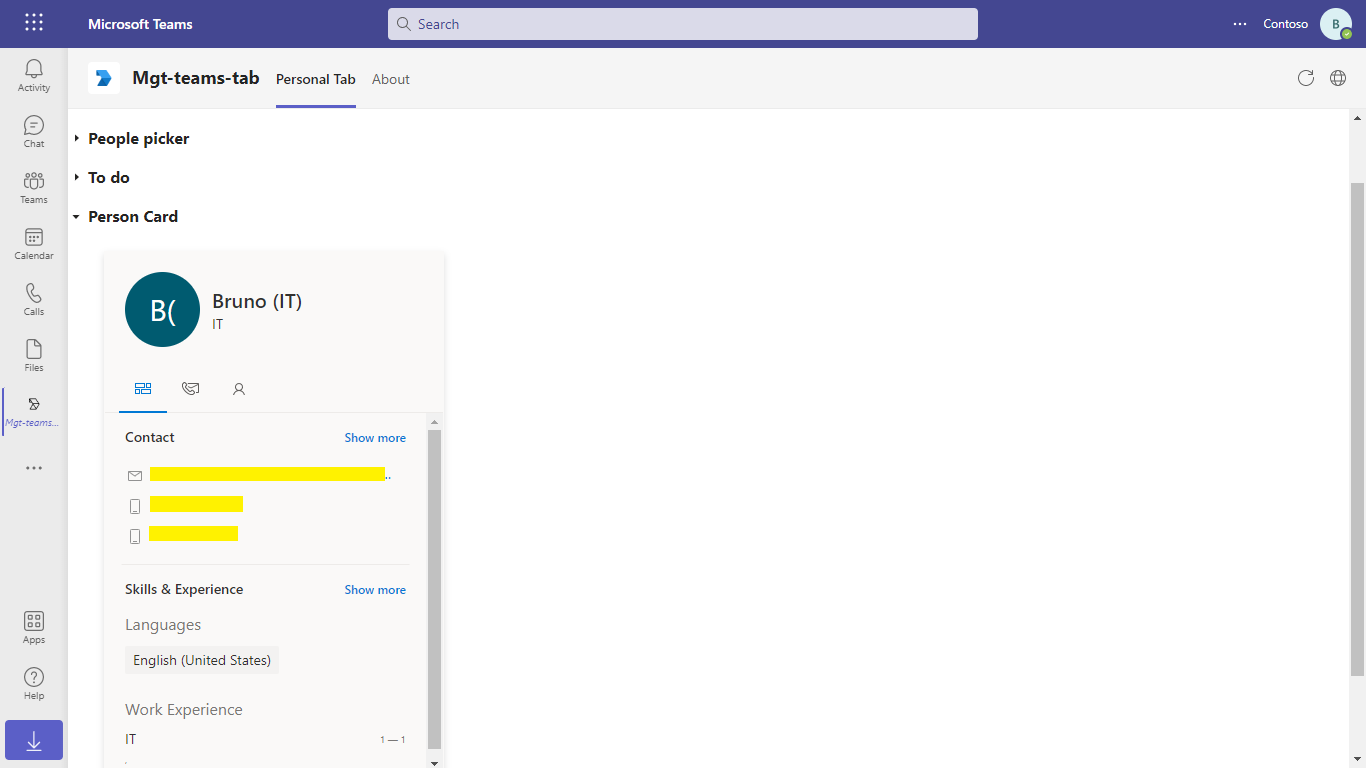 Microsoft Teams
Search
Contoso
B
Activity
Chat
Teams
Calendar
Calls
Files
Mgt-teams...
Apps
Help
Mgt-teams-tab
Personal Tab
About
People picker
To do
Person Card
B(
Bruno (IT)
IT
Contact
Show more
..
Skills & Experience
Show more
Languages
English (United States)
Work Experience
IT
1 — 1